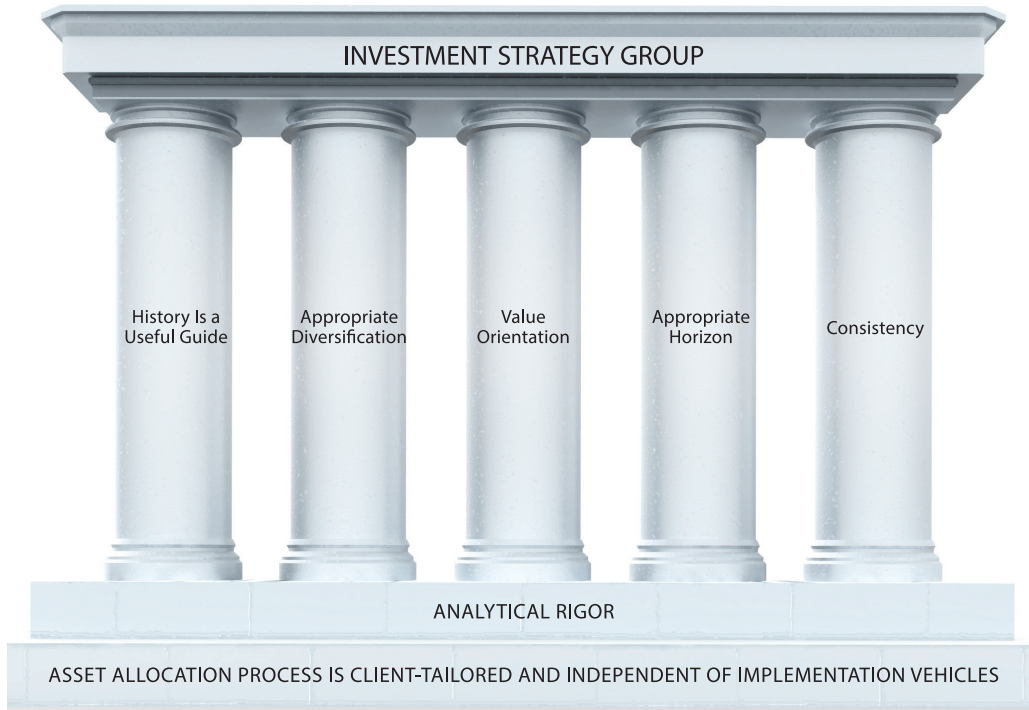 INVESTMENT STRATEGY GROUP
History Is a
Useful Guide
Appropriate
Diversification
Value
Orientation
Appropriate
Horizon
Consistency
ANALYTICAL RIGOR
ASSET ALLOCATION PROCESS IS CLIENT-TAILORED AND INDEPENDENT OF IMPLEMENTATION VEHICLES